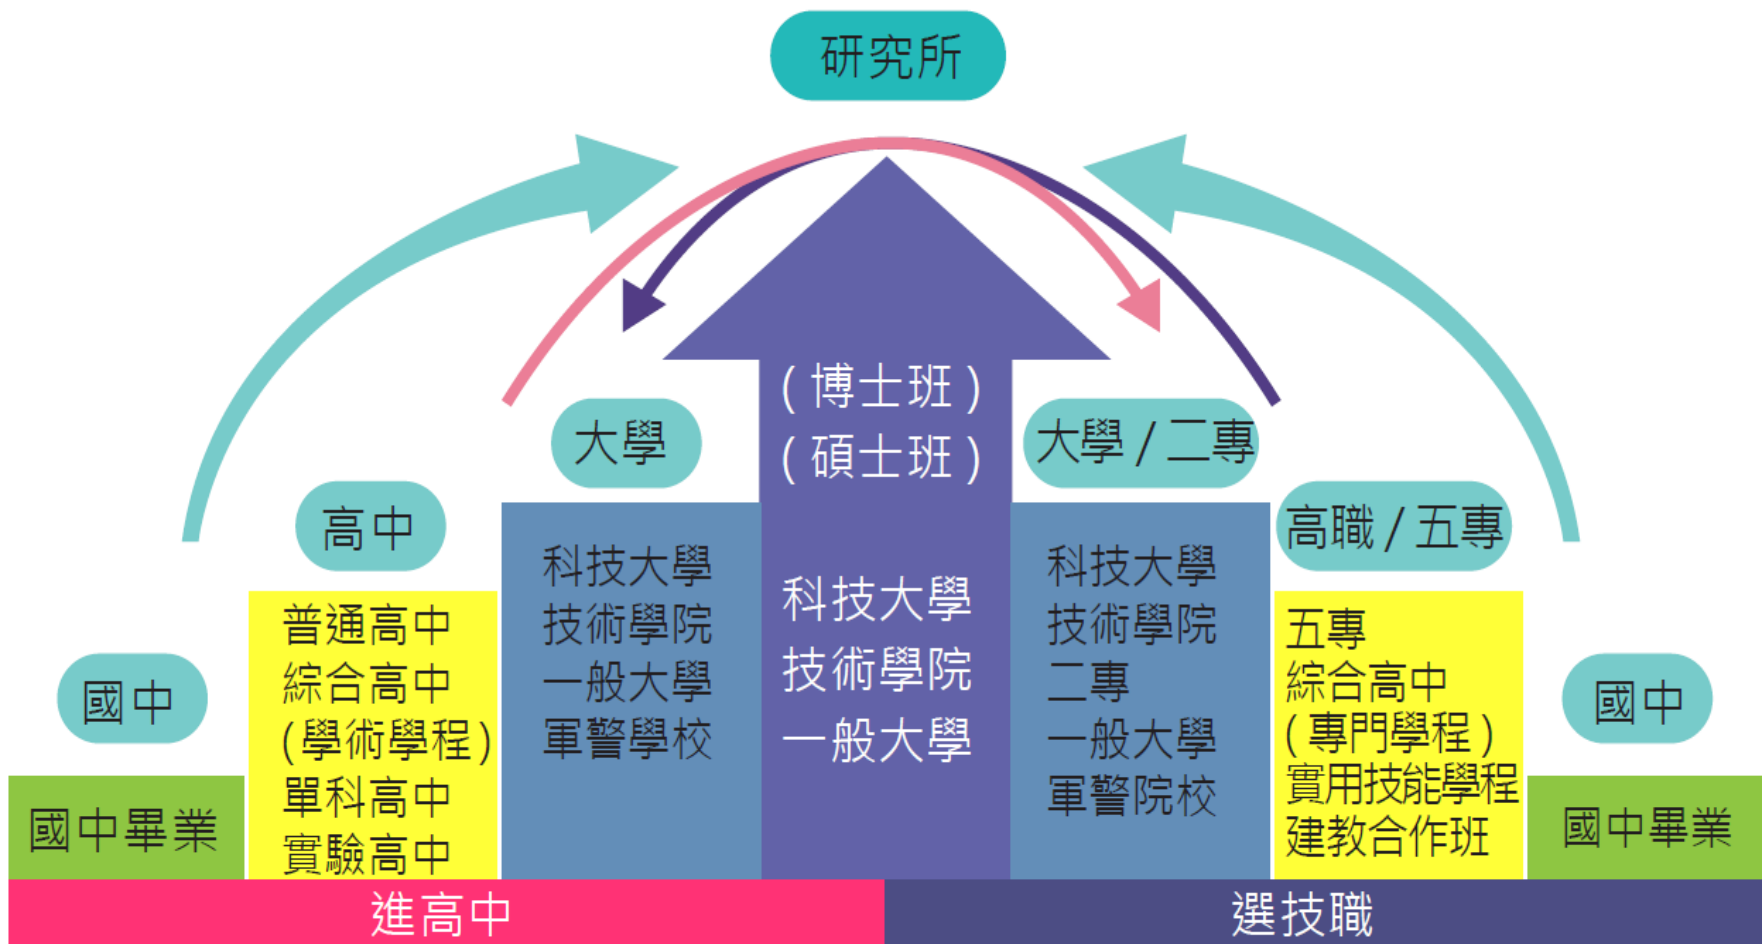 研究所
國中
國中畢業
高中
普通高中
綜合高中
(學術學程)
單科高中
實驗高中
大學
科技大學
技術學院
一般大學
軍警學校
(博士班)
(碩士班)
科技大學
技術學院
一般大學
大學/二專
科技大學
技術學院
二專
一般大學
軍警院校
高職/五專
五專
綜合高中
(專門學程)
實用技能學程
建教合作班
國中
國中畢業
進高中
選技職